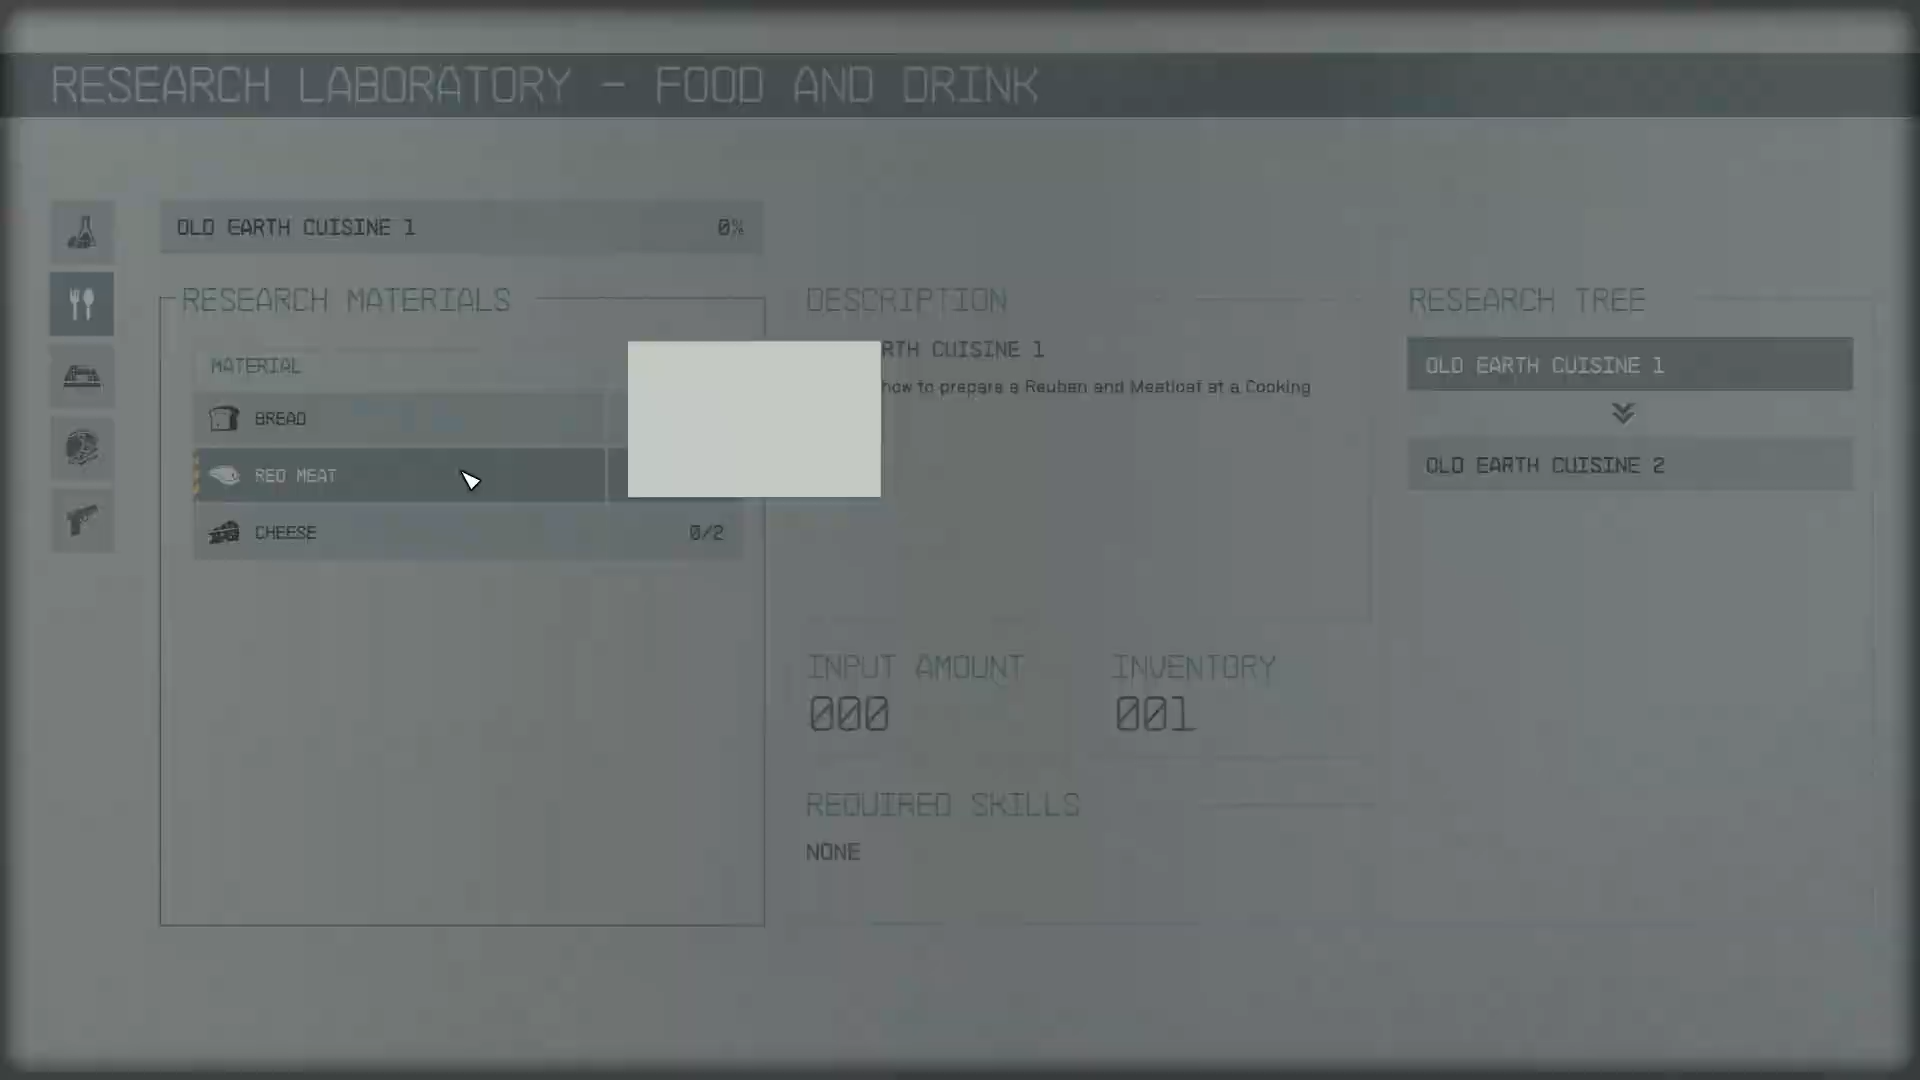 RESEARCH LABORATORY - FOOD AND DRINK
OLD EARTH CUISINE 1 0%
RESEARCH MATERIALS
MATERIAL
BREAD
RED MEAT
CHEESE 0/2
DESCRIPTION
RTH CUISINE 1
how to prepare a Reuben and Meatloaf at a Cooking
INPUT AMOUNT
000
INVENTORY
001
REQUIRED SKILLS
NONE
RESEARCH TREE
OLD EARTH CUISINE 1
OLD EARTH CUISINE 2